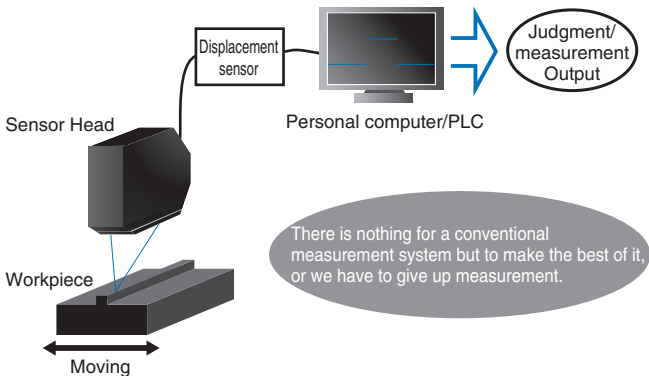 Displacement
sensor
Judgment/
measurement
Output
Sensor Head
Personal computer/PLC
There is nothing for a conventional
measurement system but to make the best of it,
or we have to give up measurement.
Workpiece
Moving